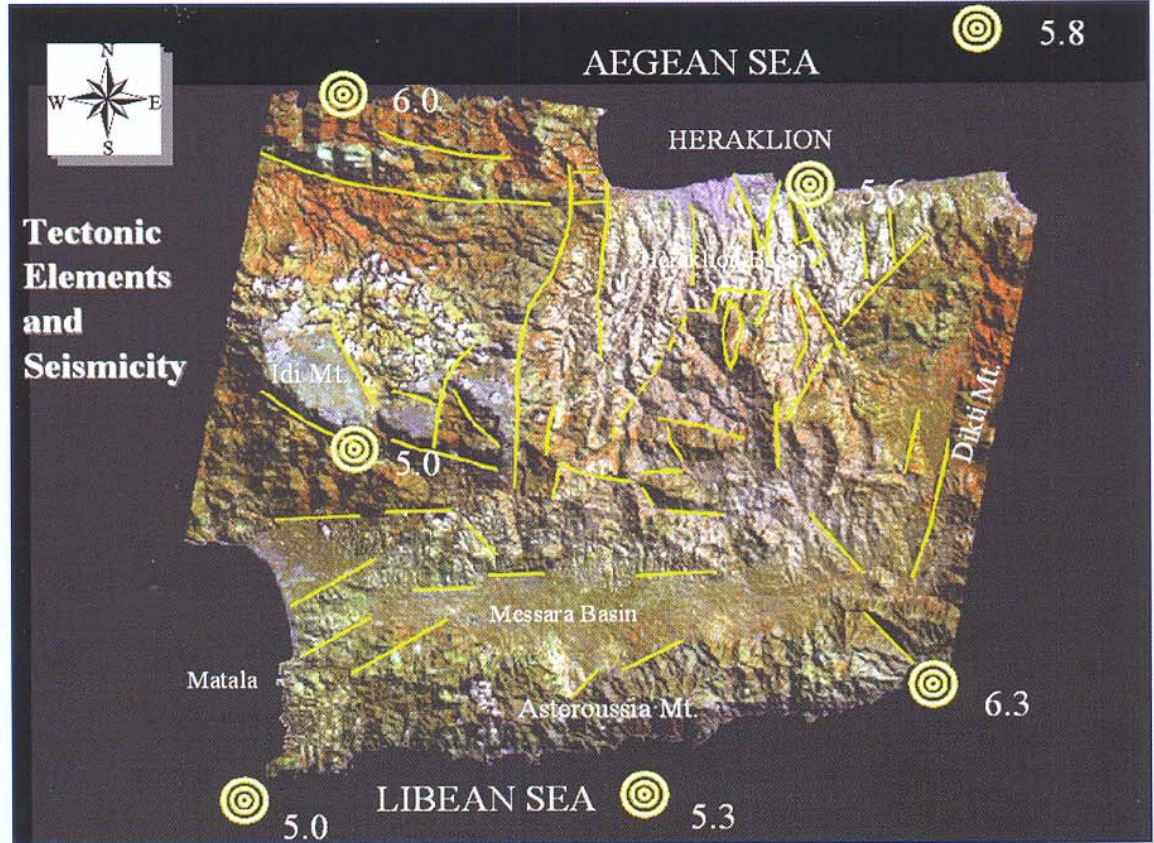 5.8
AEGEAN SEA
N
W E
S
6.0
HERAKLION
5.6
Tectonic
Elements
and
Seismicity
Heraklion Basin
Idi Mt.
Dikti Mt.
5.0
Messara Basin
Matala
Asteroussia Mt.
6.3
LIBEAN SEA
5.0
5.3